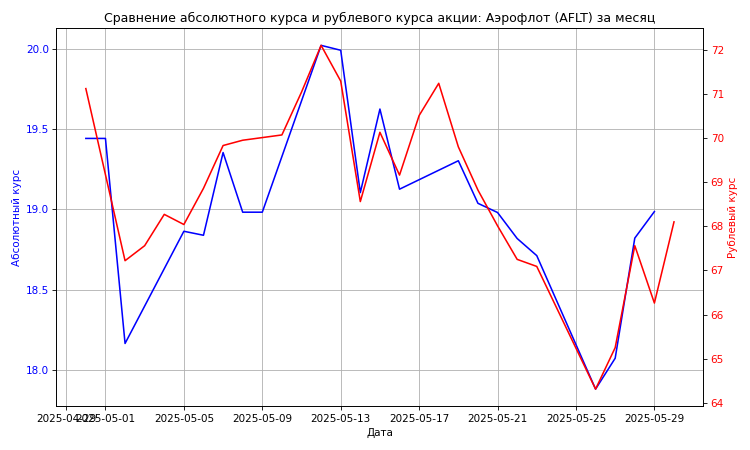 Сравнение абсолютного курса и рублевого курса акции: Аэрофлот (AFLT) за месяц
20.0
19.5
19.0
18.5
18.0
Абсолютный курс
72
71
70
69
68
67
66
65
64
Рублевый курс
2025-04-29 2025-05-01 2025-05-05 2025-05-09 2025-05-13 2025-05-17 2025-05-21 2025-05-25 2025-05-29
Дата